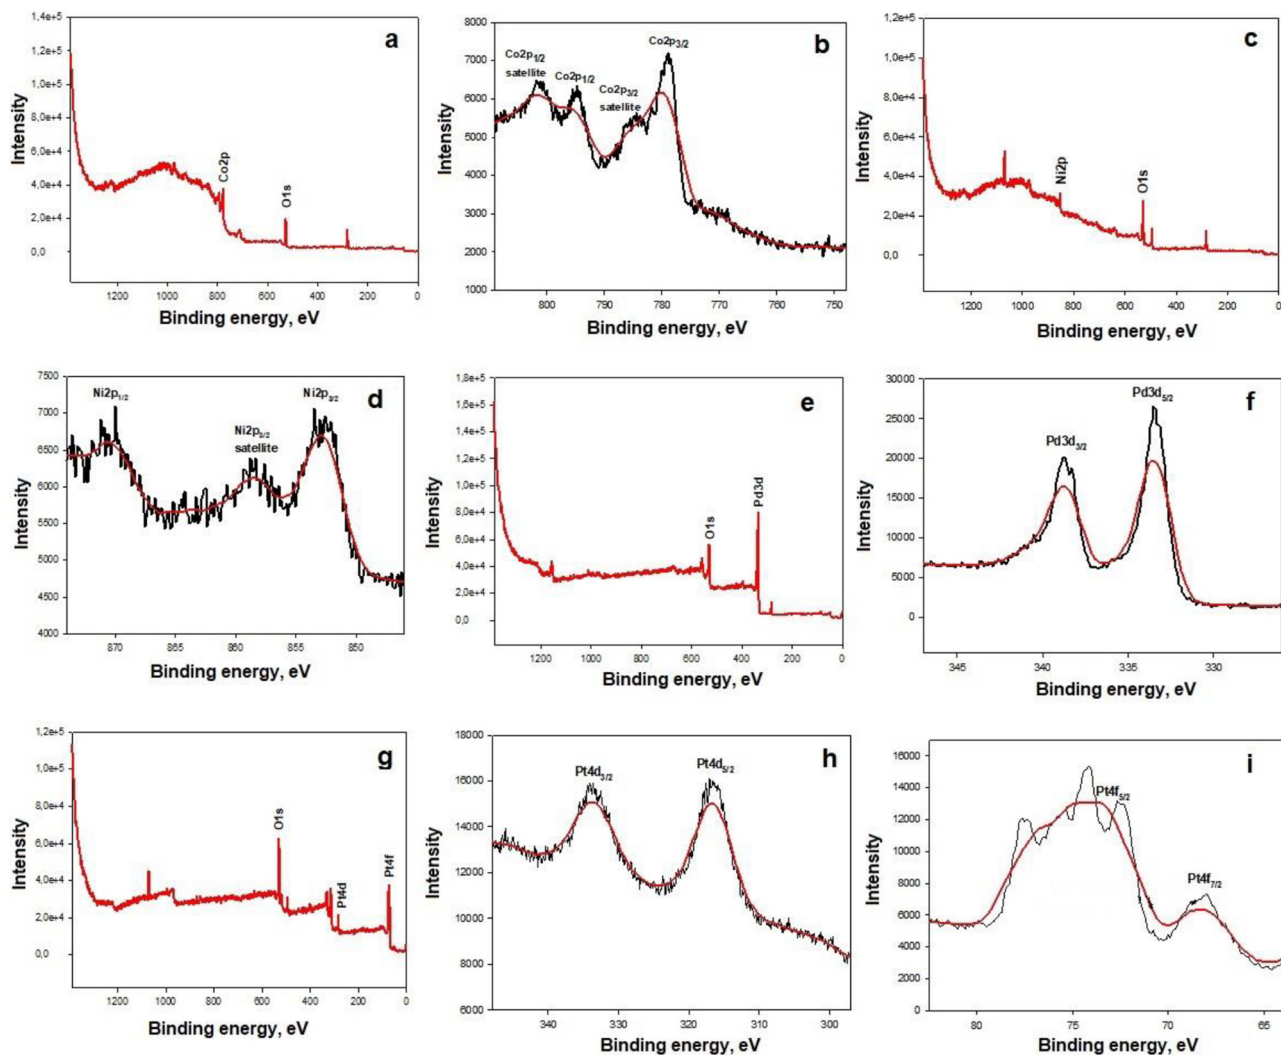 a
1,4e+5
1,2e+5
1,0e+5
8,0e+4
6,0e+4
4,0e+4
2,0e+4
0,0
Intensity
Co2p
O1s
1200 1000 800 600 400 200 0
Binding energy, eV
b
8000
7000
6000
5000
4000
3000
2000
1000
Intensity
Co2p1/2
satellite
Co2p1/2
Co2p3/2
satellite
Co2p3/2
800 790 780 770 760 750
Binding energy, eV
c
1,2e+5
1,0e+5
8,0e+4
6,0e+4
4,0e+4
2,0e+4
0,0
Intensity
Ni2p
O1s
1200 1000 800 600 400 200 0
Binding energy, eV
d
7500
7000
6500
6000
5500
5000
4500
4000
Intensity
Ni2p1/2
Ni2p3/2
satellite
Ni2p3/2
870 865 860 855 850
Binding energy, eV
e
1,8e+5
1,6e+5
1,4e+5
1,2e+5
1,0e+5
8,0e+4
6,0e+4
4,0e+4
2,0e+4
0,0
Intensity
O1s
Pd3d
1200 1000 800 600 400 200 0
Binding energy, eV
f
30000
25000
20000
15000
10000
5000
0
Intensity
Pd3d3/2
Pd3d5/2
345 340 335 330
Binding energy, eV
g
1,2e+5
1,0e+5
8,0e+4
6,0e+4
4,0e+4
2,0e+4
0,0
Intensity
O1s
Pt4d
Pt4f
1200 1000 800 600 400 200 0
Binding energy, eV
h
18000
16000
14000
12000
10000
8000
6000
Intensity
Pt4d3/2
Pt4d5/2
340 330 320 310 300
Binding energy, eV
i
16000
14000
12000
10000
8000
6000
4000
2000
0
Intensity
Pt4f5/2
Pt4f7/2
80 75 70 65
Binding energy, eV